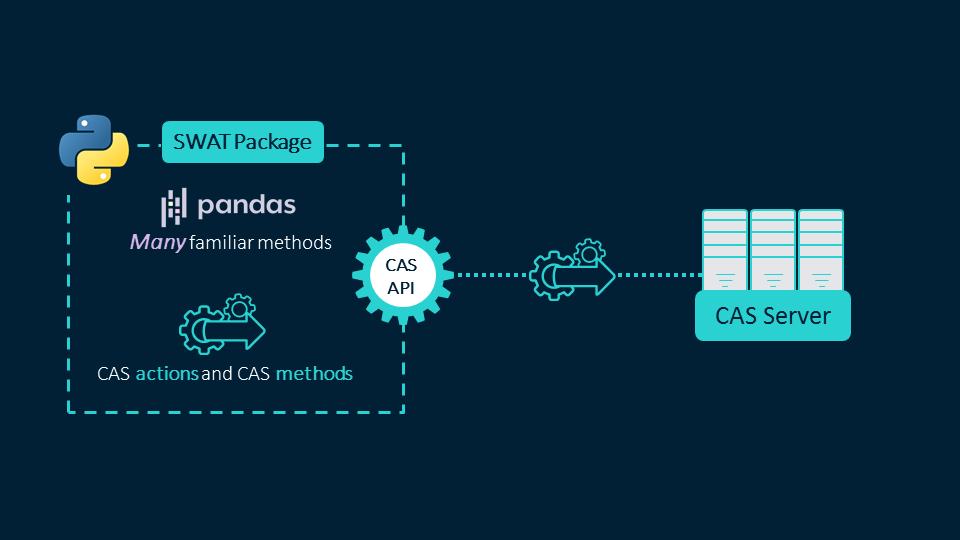 SWAT Package
pandas
Many familiar methods
CAS
API
CAS actions and CAS methods
CAS Server